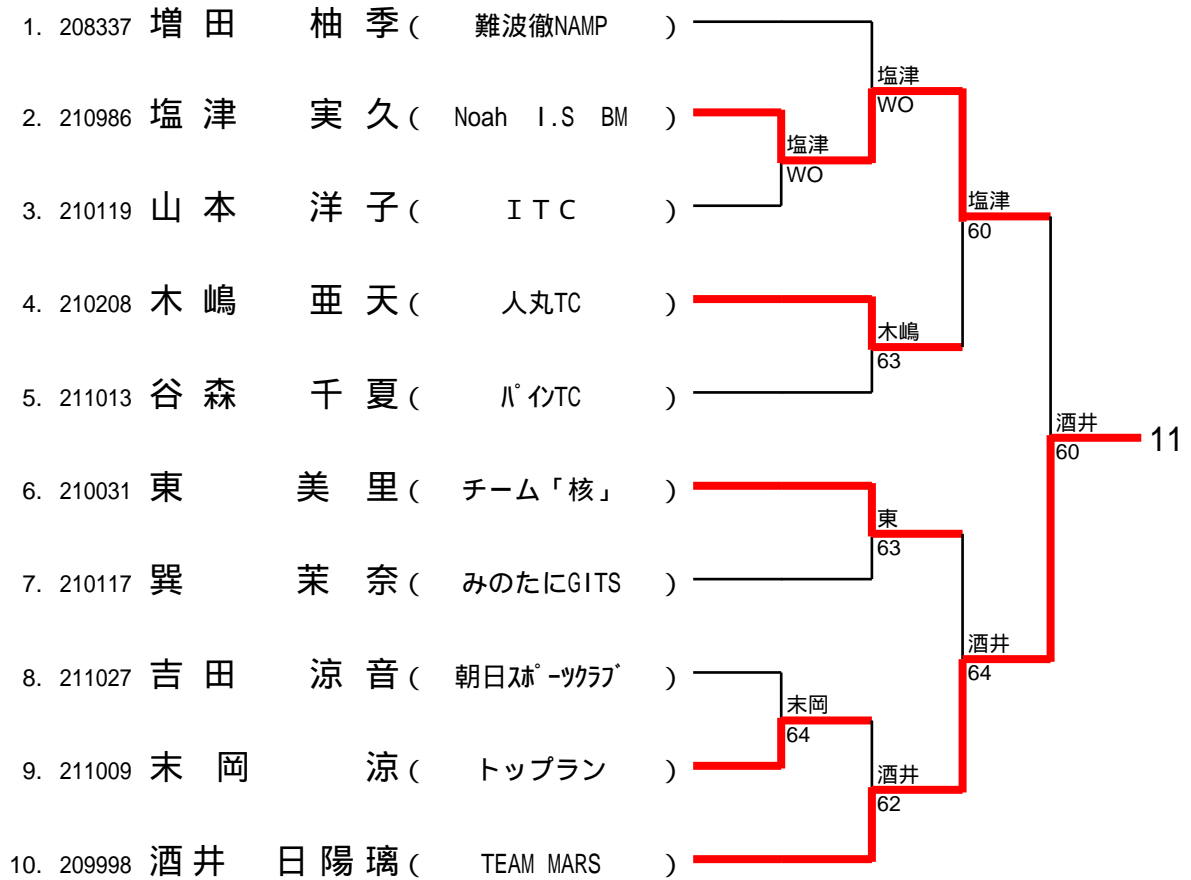 1. 208337 増田 柚季 ( 難波徹NAMP )
塩津
WO
2. 210986 塩津 実久 ( Noah I.S BM )
塩津
WO
3. 210119 山本 洋子 ( ITC )
塩津
60
4. 210208 木嶋 亜天 ( 人丸TC )
木嶋
63
5. 211013 谷森 千夏 ( パインTC )
酒井
60
11
6. 210031 東 美里 ( チーム「核」 )
東
63
7. 210117 巽 茉奈 ( みのたにGITS )
酒井
64
8. 211027 吉田 涼音 ( 朝日スポーツクラブ )
末岡
64
9. 211009 末岡 涼 ( トップラン )
酒井
62
10. 209998 酒井 日陽璃 ( TEAM MARS )